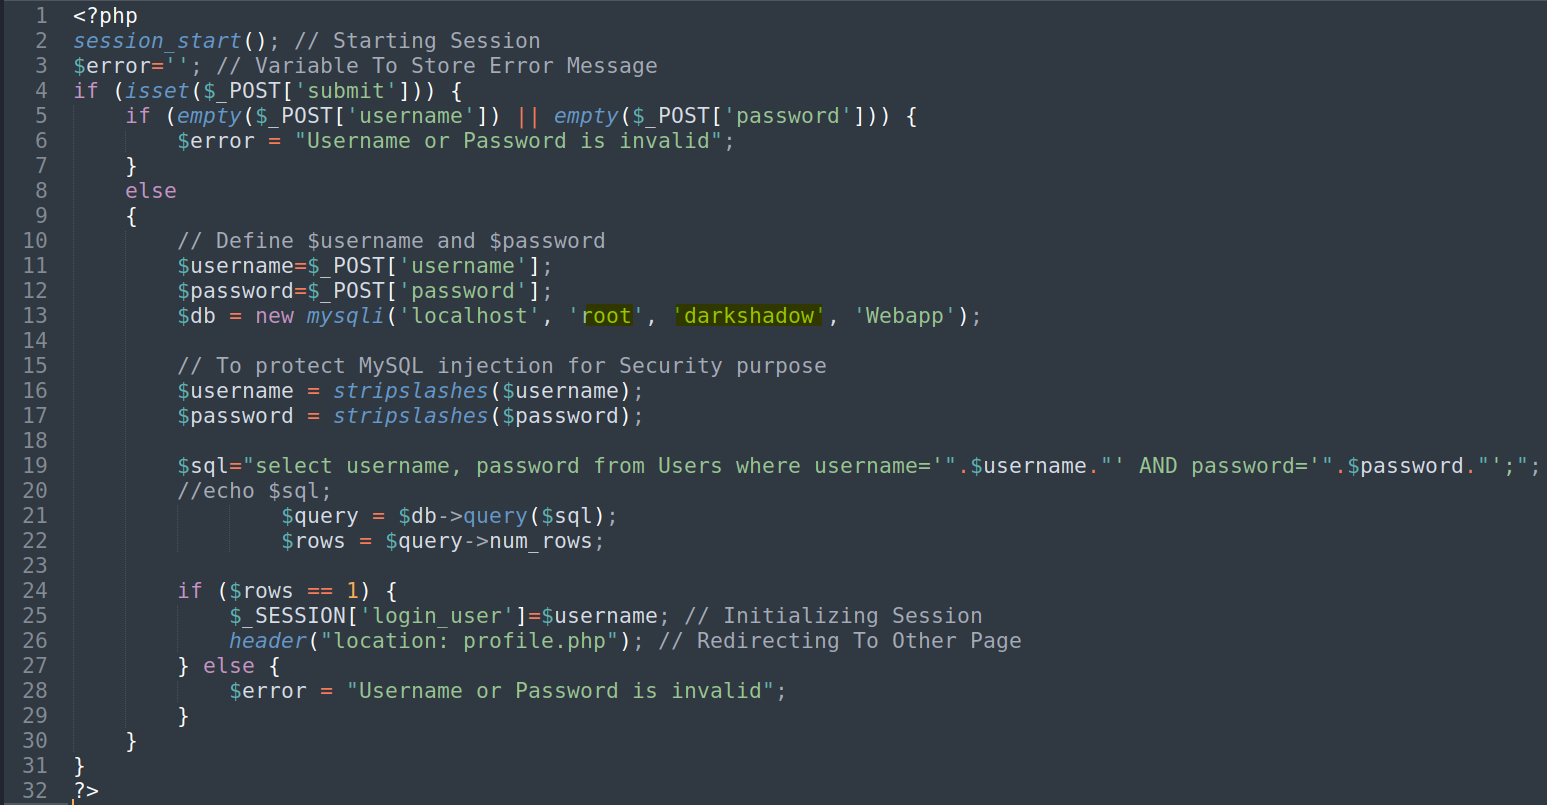 1 <?php
2 session_start(); // Starting Session
3 $error=''; // Variable To Store Error Message
4 if (isset($_POST['submit'])) {
5     if (empty($_POST['username']) || empty($_POST['password'])) {
6         $error = "Username or Password is invalid";
7     }
8     else
9     {
10         // Define $username and $password
11         $username=$_POST['username'];
12         $password=$_POST['password'];
13         $db = new mysqli('localhost', 'root', 'darkshadow', 'Webapp');
14
15         // To protect MySQL injection for Security purpose
16         $username = stripslashes($username);
17         $password = stripslashes($password);
18
19         $sql="select username, password from Users where username='".$username."' AND password='".$password."';";
20         //echo $sql;
21                 $query = $db->query($sql);
22                 $rows = $query->num_rows;
23
24         if ($rows == 1) {
25             $_SESSION['login_user']=$username; // Initializing Session
26             header("location: profile.php"); // Redirecting To Other Page
27         } else {
28             $error = "Username or Password is invalid";
29         }
30     }
31 }
32 ?>